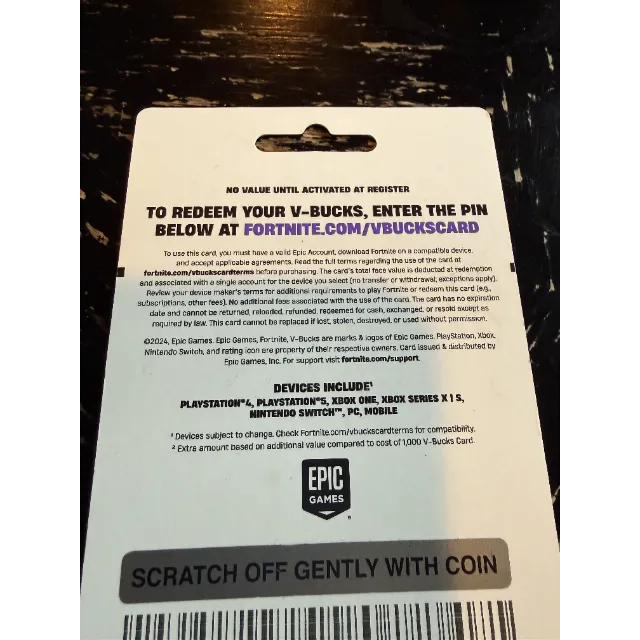 NO VALUE UNTIL ACTIVATED AT REGISTER
TO REDEEM YOUR V-BUCKS, ENTER THE PIN
BELOW AT FORTNITE.COM/VBUCKSCARD
To use this card, you must have a valid Epic Account, download Fortnite on a compatible device,
and accept applicable agreements. Read the full terms regarding the use of the card at
fortnite.com/vbuckscardterms before purchasing. The card's total face value is deducted at redemption
and associated with a single account for the device you select (no transfer or withdrawal; exceptions apply).
Review your device maker's terms for additional requirements to play Fortnite or redeem this card (e.g.,
subscriptions, other fees). No additional fees associated with the use of the card. The card has no expiration
date and cannot be returned, reloaded, refunded, redeemed for cash, exchanged, or resold except as
required by law. This card cannot be replaced if lost, stolen, destroyed, or used without permission.
©2024, Epic Games. Epic Games, Fortnite, V-Bucks are marks & logos of Epic Games. PlayStation, Xbox,
Nintendo Switch, and rating icon are property of their respective owners. Card issued & distributed by
Epic Games, Inc. For support visit fortnite.com/support.
DEVICES INCLUDE¹
PLAYSTATION®4, PLAYSTATION®5, XBOX ONE, XBOX SERIES X | S,
NINTENDO SWITCH™, PC, MOBILE
¹ Devices subject to change. Check Fortnite.com/vbuckscardterms for compatibility.
² Extra amount based on additional value compared to cost of 1,000 V-Bucks Card.
EPIC
GAMES
®
SCRATCH OFF GENTLY WITH COIN